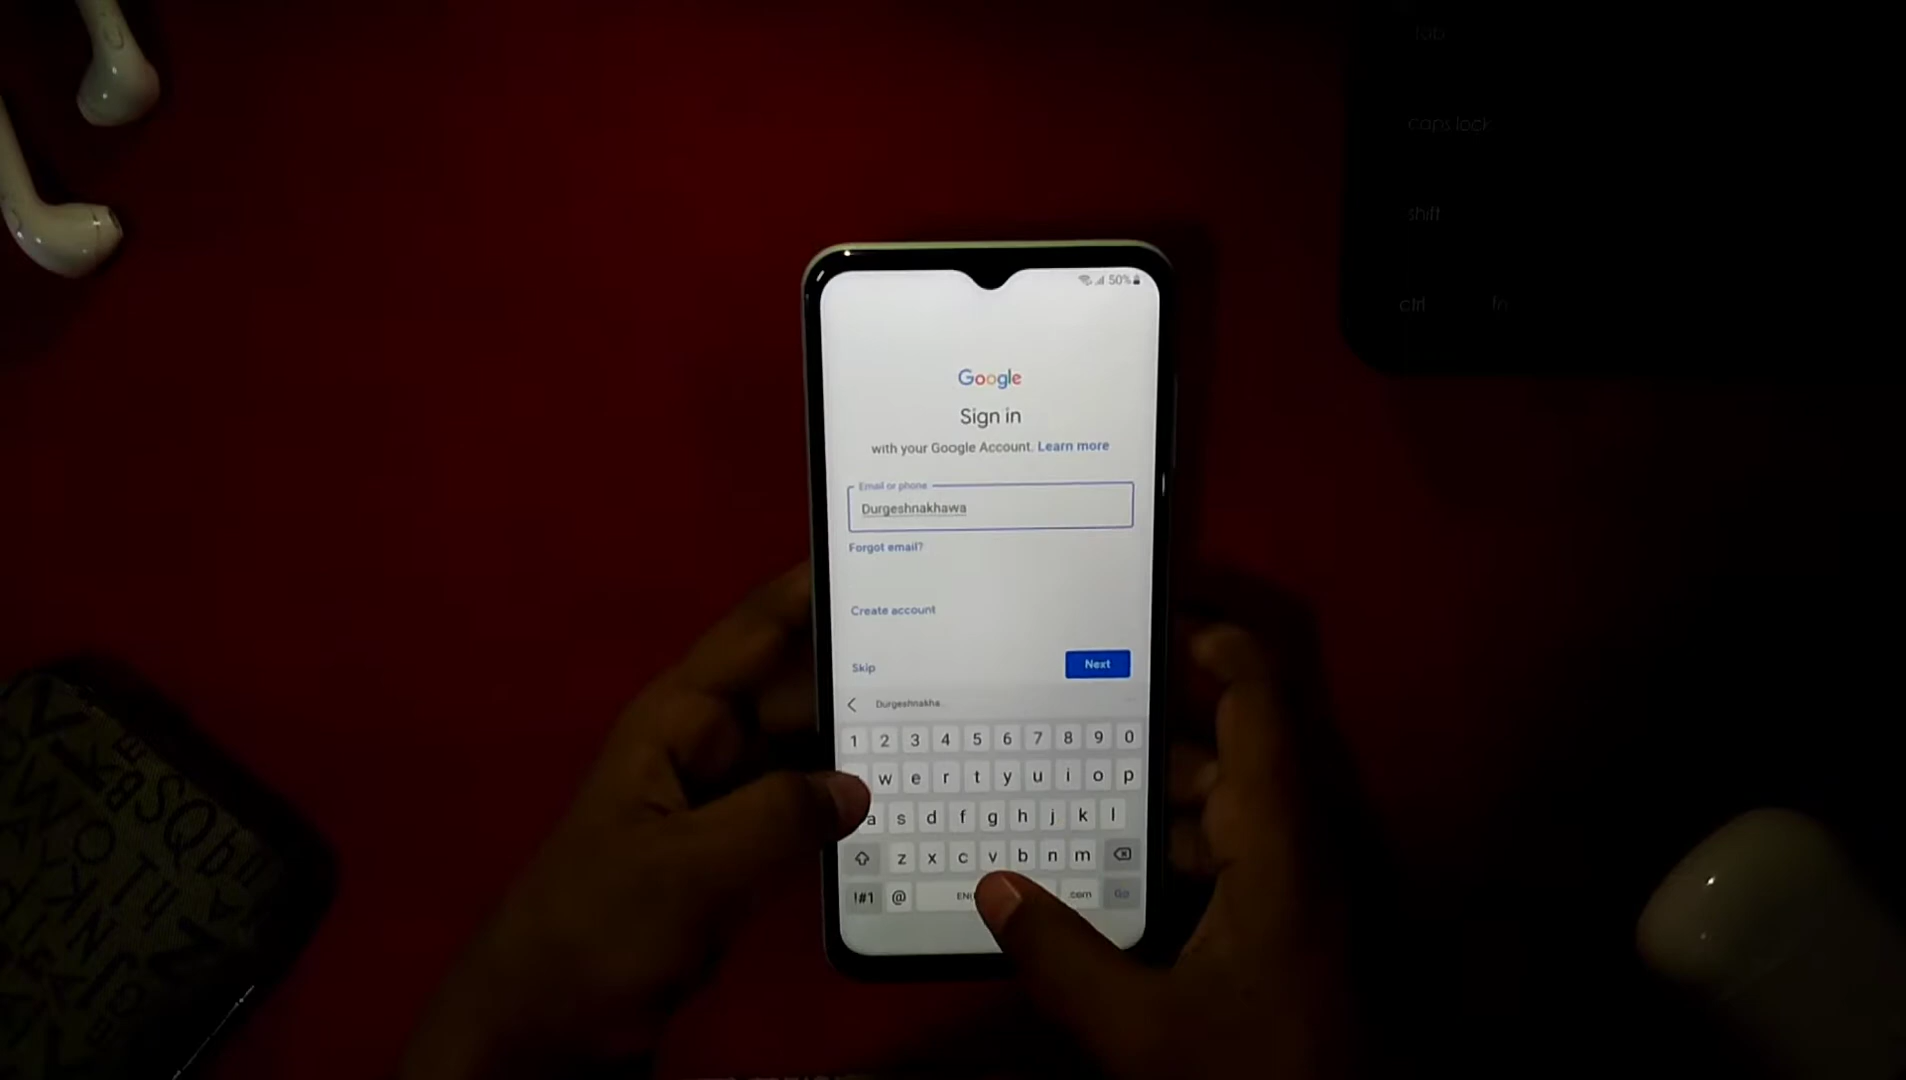 tab
caps lock
shift
ctrl fn
50%
Google
Sign in
with your Google Account. Learn more
Email or phone
Durgeshnakhawa
Forgot email?
Create account
Skip
Next
Durgeshnakha..
1 2 3 4 5 6 7 8 9 0
w e r t y u i o p
a s d f g h j k l
z x c v b n m
!#1 @ EN( .com Go